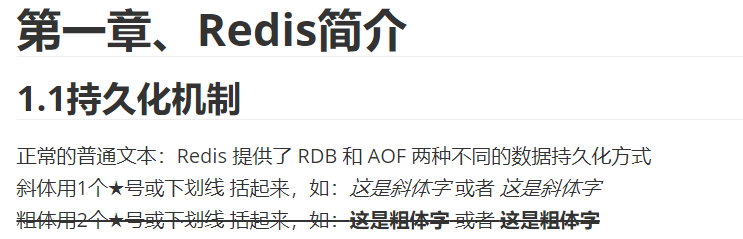 第一章、Redis简介
1.1持久化机制
正常的普通文本：Redis 提供了 RDB 和 AOF 两种不同的数据持久化方式
斜体用1个★号或下划线 括起来，如：这是斜体字 或者 这是斜体字
粗体用2个★号或下划线 括起来，如：这是粗体字 或者 这是粗体字